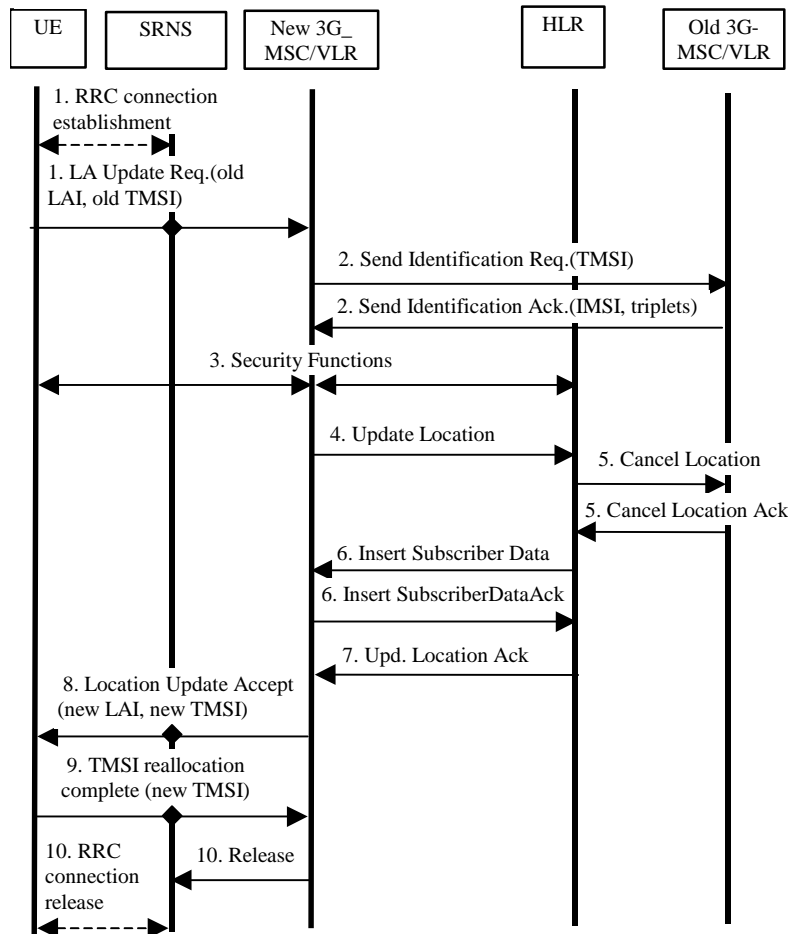 UE
SRNS
New 3G_
MSC/VLR
HLR
Old 3G-
MSC/VLR
1. RRC connection
establishment
1. LA Update Req.(old
LAI, old TMSI)
2. Send Identification Req.(TMSI)
2. Send Identification Ack.(IMSI, triplets)
3. Security Functions
4. Update Location
5. Cancel Location
5. Cancel Location Ack
6. Insert Subscriber Data
6. Insert SubscriberDataAck
7. Upd. Location Ack
8. Location Update Accept
(new LAI, new TMSI)
9. TMSI reallocation
complete (new TMSI)
10. RRC
connection
release
10. Release